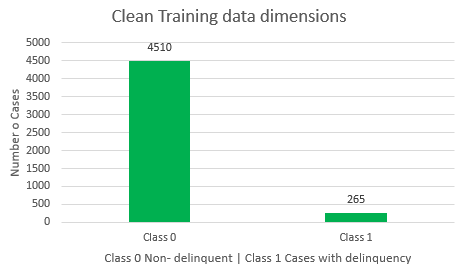 Clean Training data dimensions
Number o Cases
5000
4500
4000
3500
3000
2500
2000
1500
1000
500
0
4510
265
Class 0
Class 1
Class 0 Non- delinquent | Class 1 Cases with delinquency